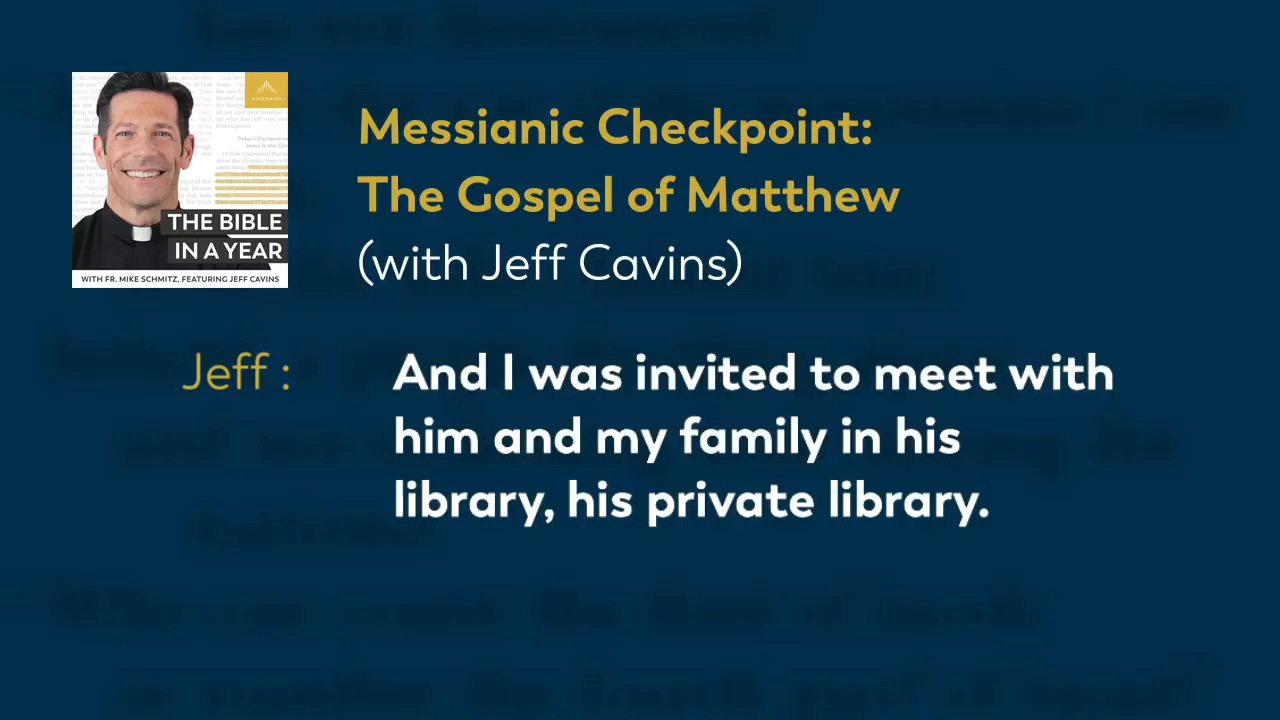 Messianic Checkpoint:
The Gospel of Matthew
(with Jeff Cavins)
THE BIBLE
IN A YEAR
WITH FR. MIKE SCHMITZ, FEATURING JEFF CAVINS
Jeff :
And I was invited to meet with
him and my family in his
library, his private library.